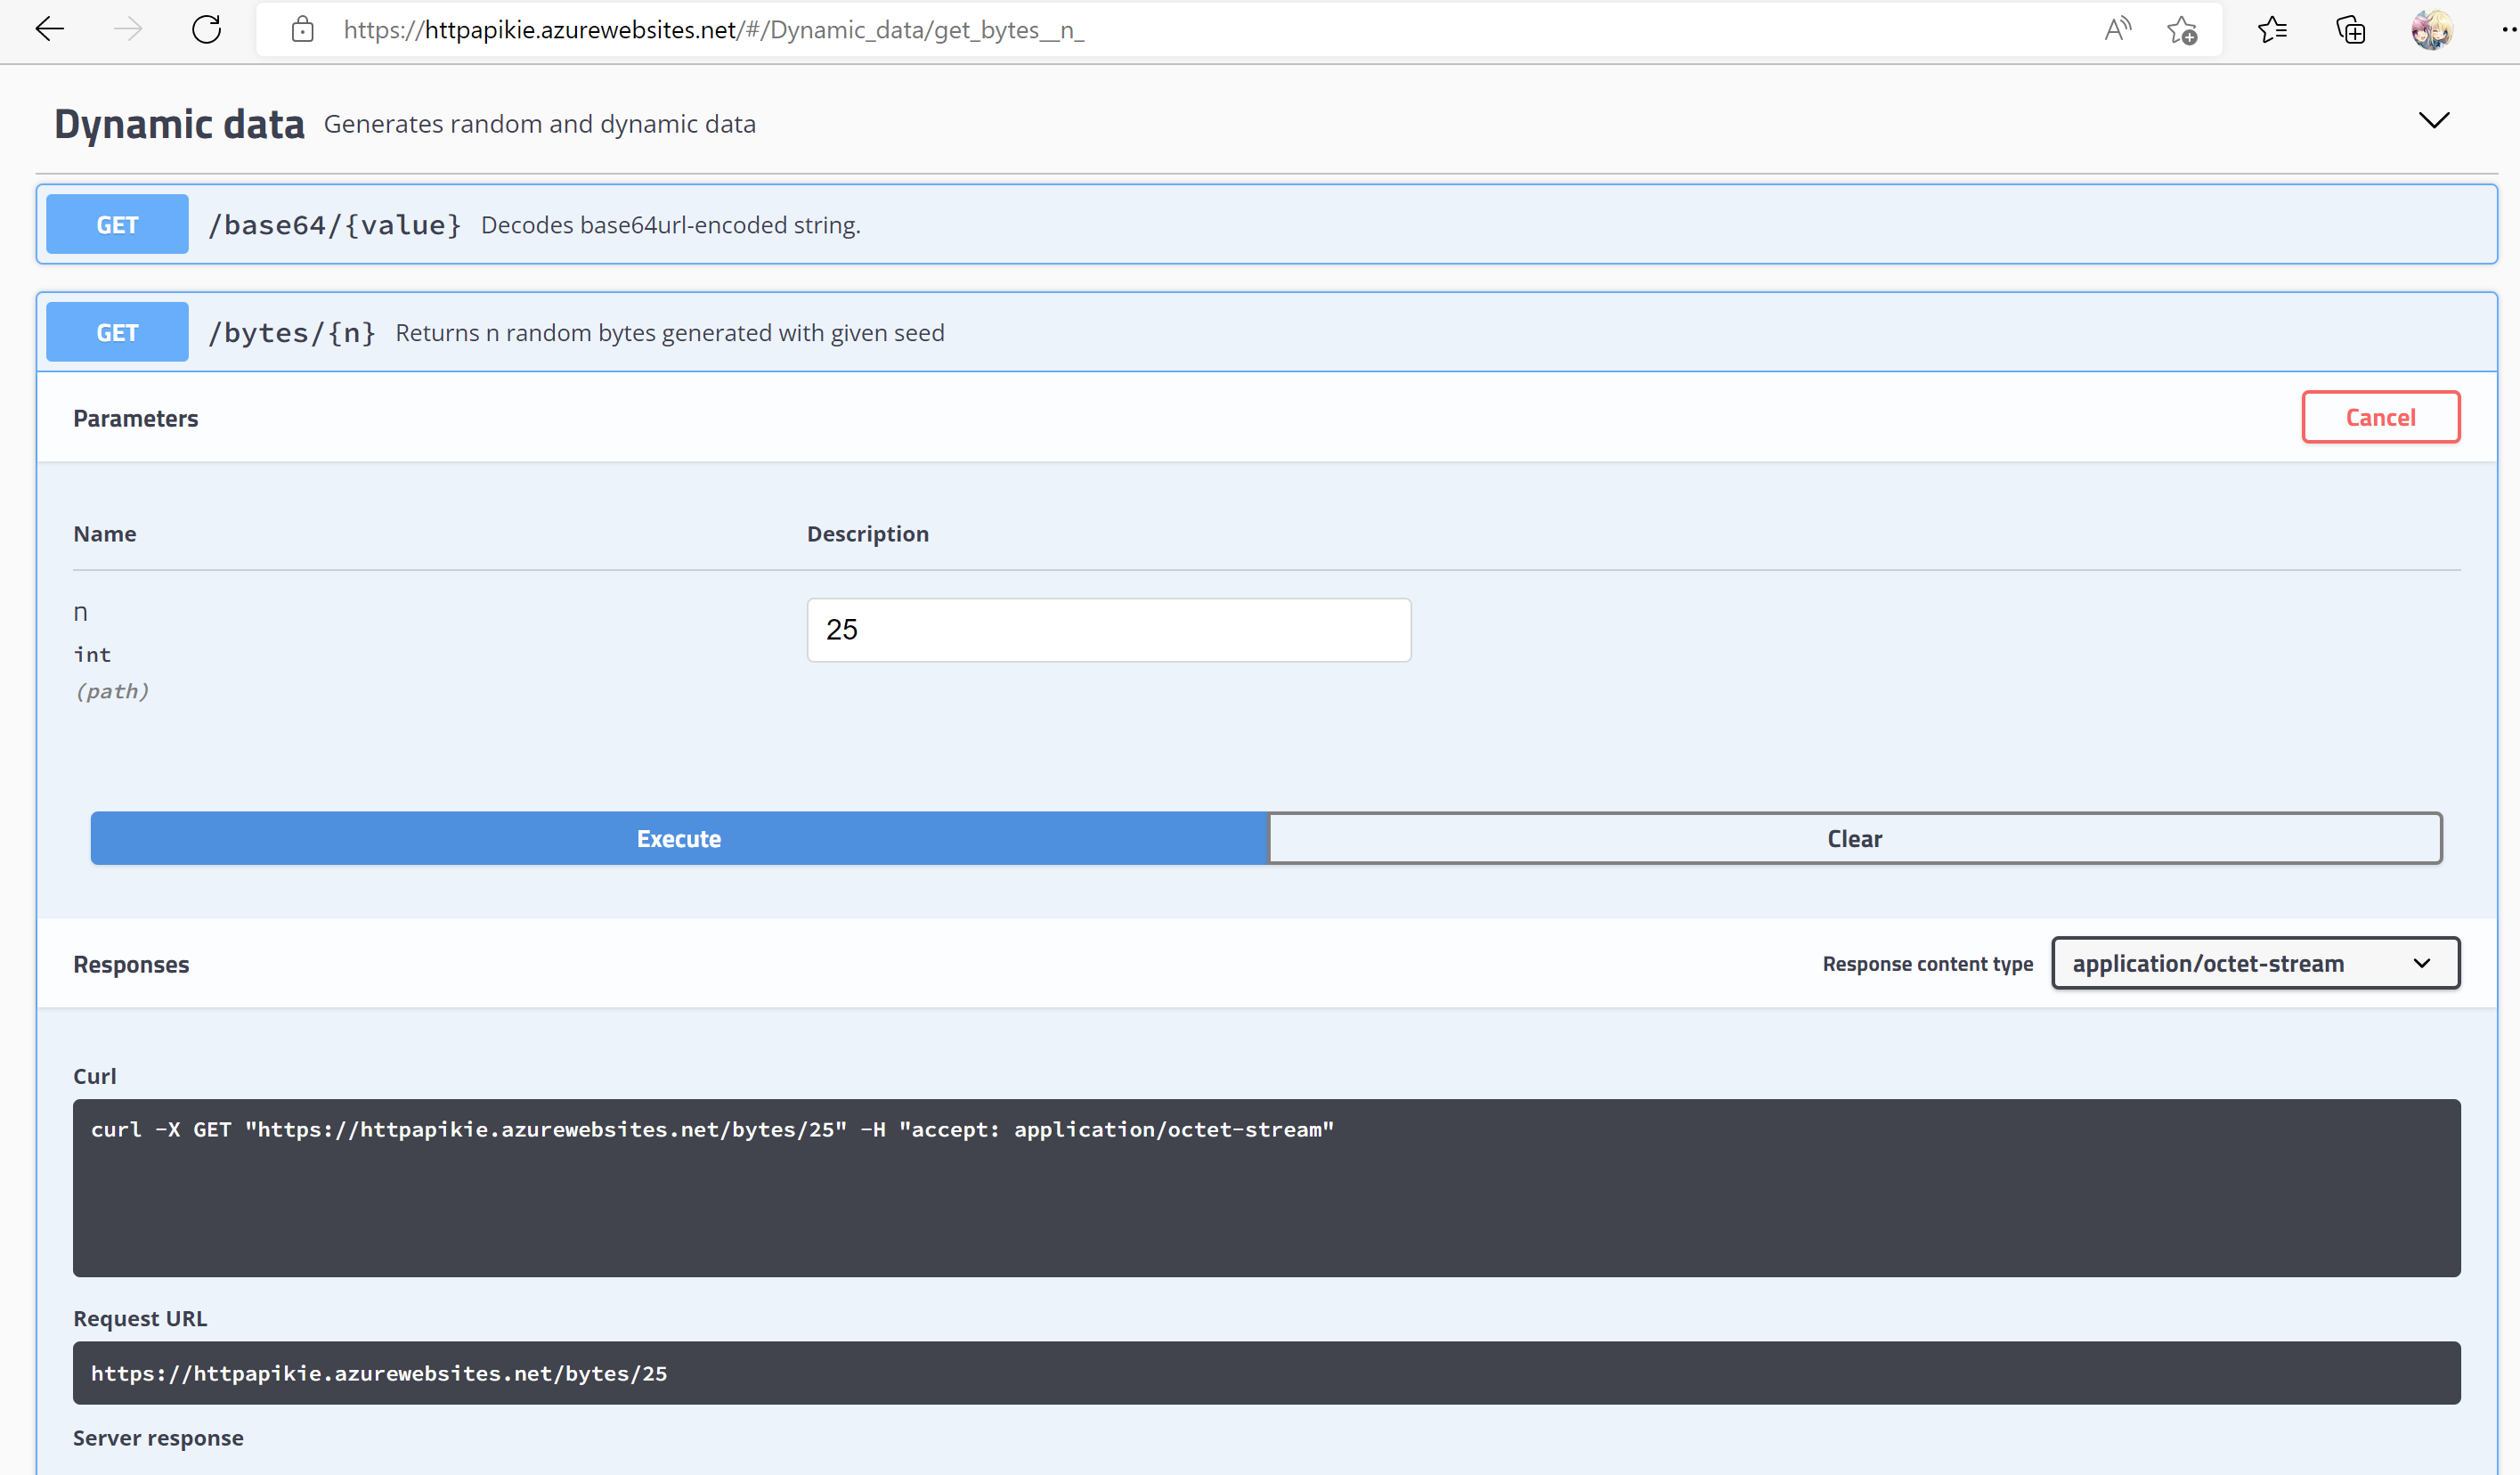 https://httpapikie.azurewebsites.net/#/Dynamic_data/get_bytes__n_
Dynamic data Generates random and dynamic data
GET /base64/{value} Decodes base64url-encoded string.
GET /bytes/{n} Returns n random bytes generated with given seed
Parameters Cancel
Name Description
n 25
int
(path)
Execute Clear
Responses Response content type application/octet-stream
Curl
curl -X GET "https://httpapikie.azurewebsites.net/bytes/25" -H "accept: application/octet-stream"
Request URL
https://httpapikie.azurewebsites.net/bytes/25
Server response